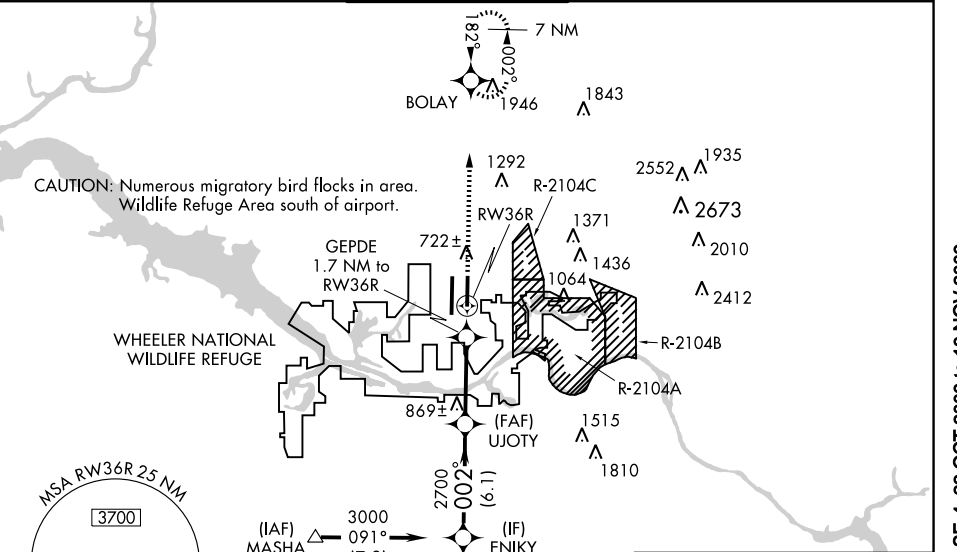 182°
002°
7 NM
BOLAY
1946
1843
1292
2552
1935
R-2104C
CAUTION: Numerous migratory bird flocks in area.
Wildlife Refuge Area south of airport.
RW36R
2673
1371
GEPDE
1.7 NM to
RW36R
722±
2010
1436
1064
2412
WHEELER NATIONAL
WILDLIFE REFUGE
R-2104B
R-2104A
869±
(FAF)
UJOTY
1515
1810
MSA RW36R 25 NM
3700
2700
002°
(6.1)
(IAF)
MASHA
3000
091°
(IF)
ENIKY